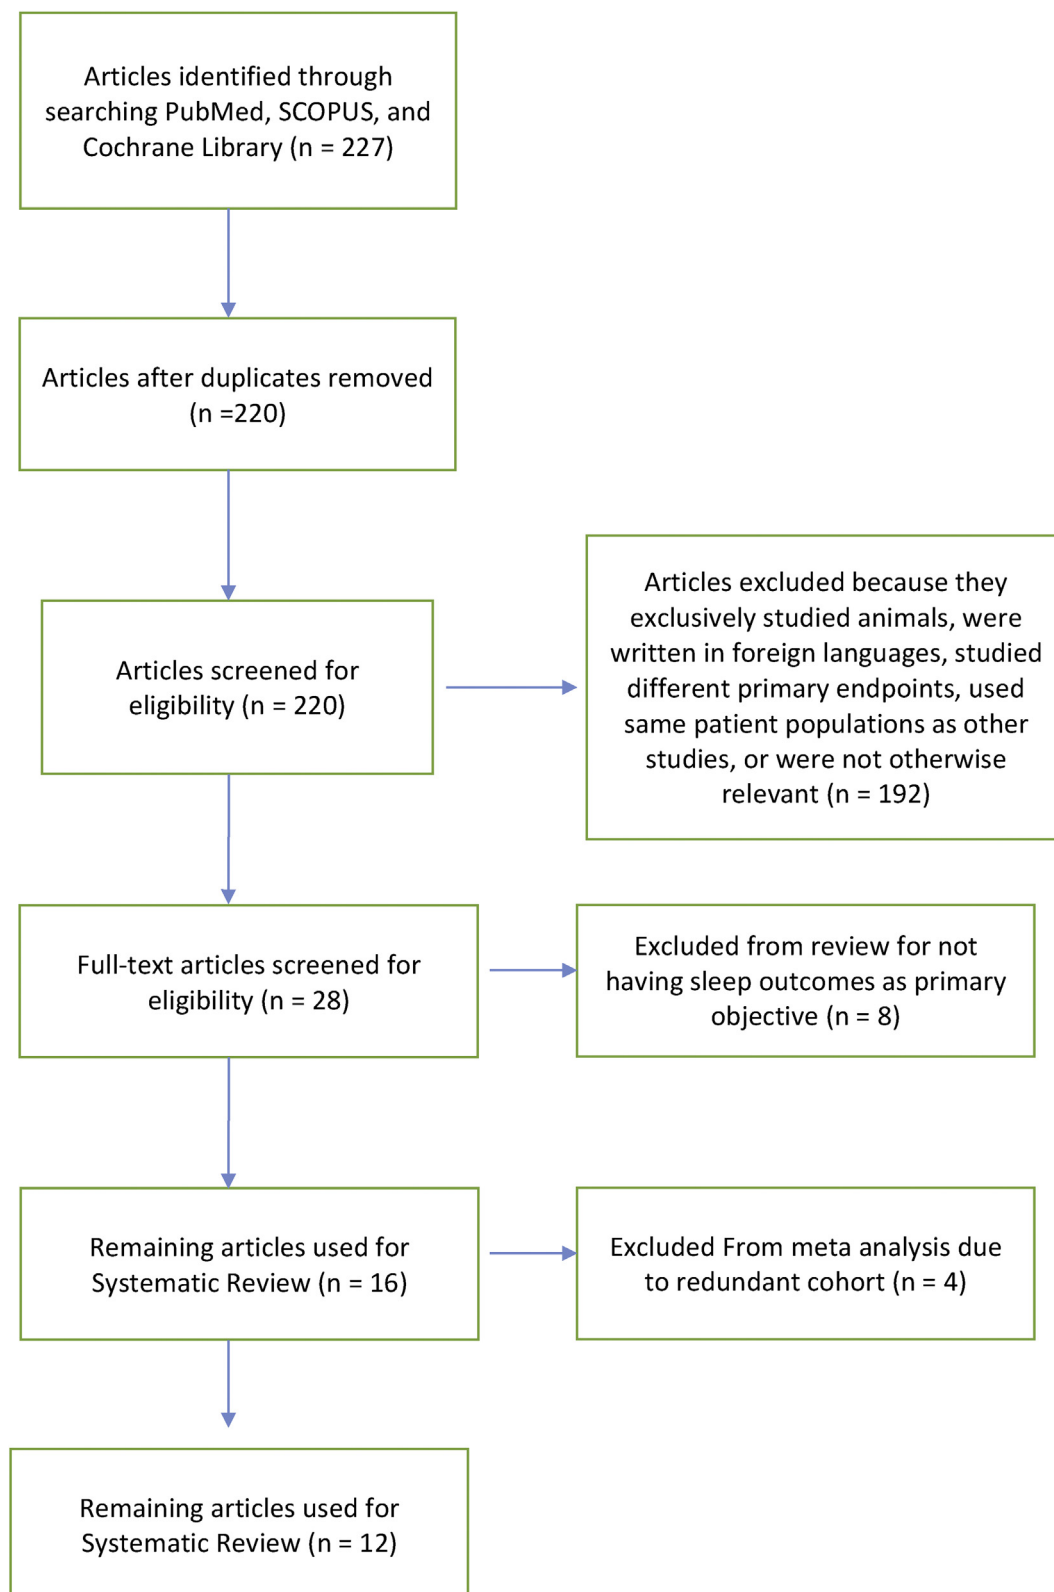 Articles identified through
searching PubMed, SCOPUS, and
Cochrane Library (n = 227)
Articles after duplicates removed
(n =220)
Articles screened for
eligibility (n = 220)
Articles excluded because they
exclusively studied animals, were
written in foreign languages, studied
different primary endpoints, used
same patient populations as other
studies, or were not otherwise
relevant (n = 192)
Full-text articles screened for
eligibility (n = 28)
Excluded from review for not
having sleep outcomes as primary
objective (n = 8)
Remaining articles used for
Systematic Review (n = 16)
Excluded From meta analysis due
to redundant cohort (n = 4)
Remaining articles used for
Systematic Review (n = 12)